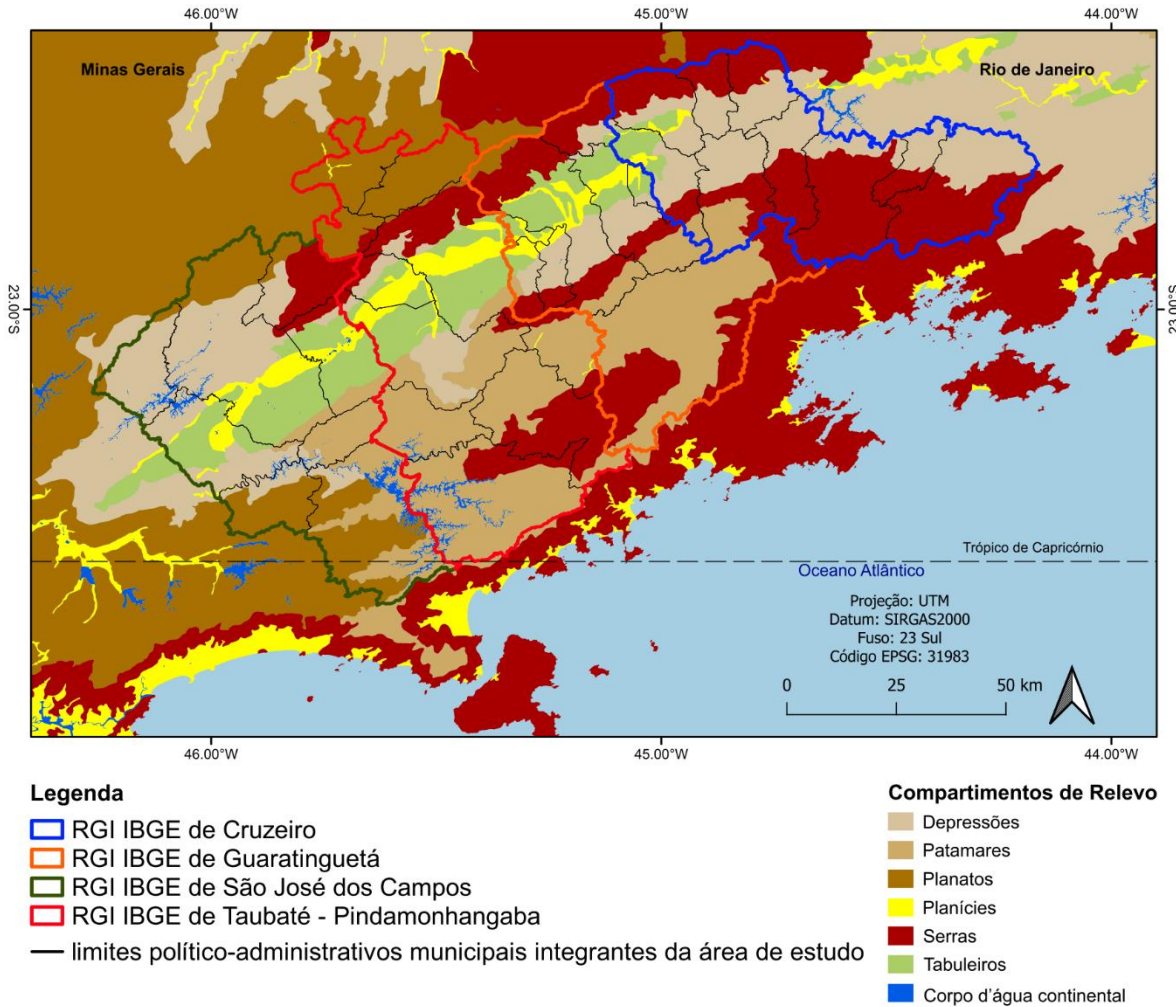 46.00°W 45.00°W 44.00°W
Minas Gerais
Rio de Janeiro
23.00°S
23.00°S
Trópico de Capricórnio
Oceano Atlântico
Projeção: UTM
Datum: SIRGAS2000
Fuso: 23 Sul
Código EPSG: 31983
0 25 50 km
46.00°W 45.00°W 44.00°W
Legenda
RGI IBGE de Cruzeiro
RGI IBGE de Guaratinguetá
RGI IBGE de São José dos Campos
RGI IBGE de Taubaté - Pindamonhangaba
limites político-administrativos municipais integrantes da área de estudo
Compartimentos de Relevo
Depressões
Patamares
Planatos
Planícies
Serras
Tabuleiros
Corpo d'água continental